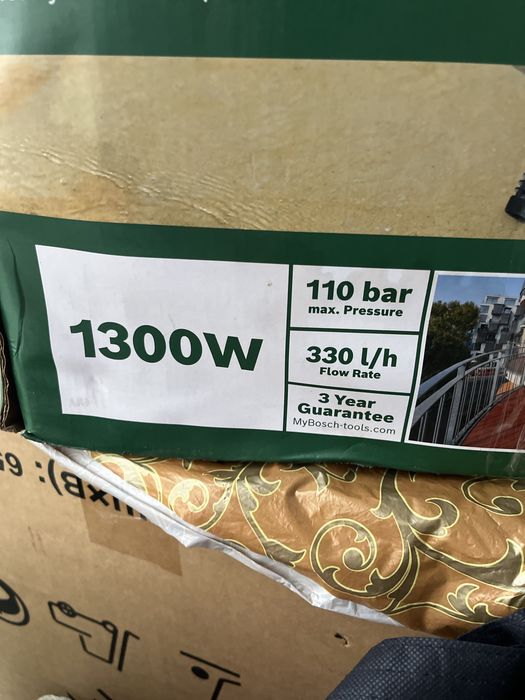 1300W
110 bar
max. Pressure
330 l/h
Flow Rate
3 Year
Guarantee
MyBosch-tools.com